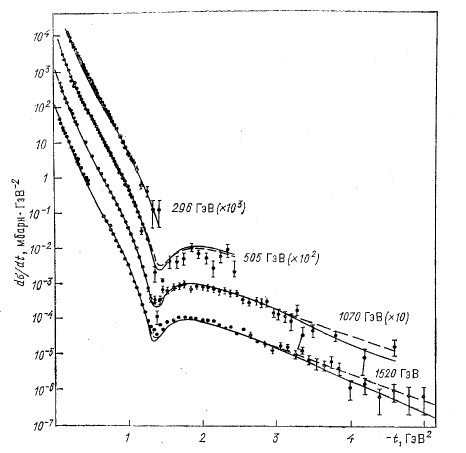 10⁴
10³
10²
10
1
10⁻¹
10⁻²
10⁻³
10⁻⁴
10⁻⁵
10⁻⁶
10⁻⁷
dб/dt, мбарн·ГэВ⁻²
296 ГэВ (×10³)
505 ГэВ (×10²)
1070 ГэВ (×10)
1520 ГэВ
1 2 3 4 5
-t, ГэВ²